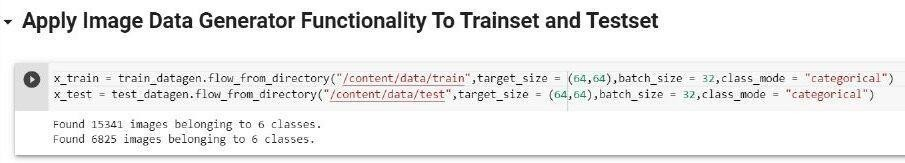 Apply Image Data Generator Functionality To Trainset and Testset
x_train = train_datagen.flow_from_directory("/content/data/train",target_size = (64,64),batch_size = 32,class_mode = "categorical")
x_test = test_datagen.flow_from_directory("/content/data/test",target_size = (64,64),batch_size = 32,class_mode = "categorical")
Found 15341 images belonging to 6 classes.
Found 6825 images belonging to 6 classes.